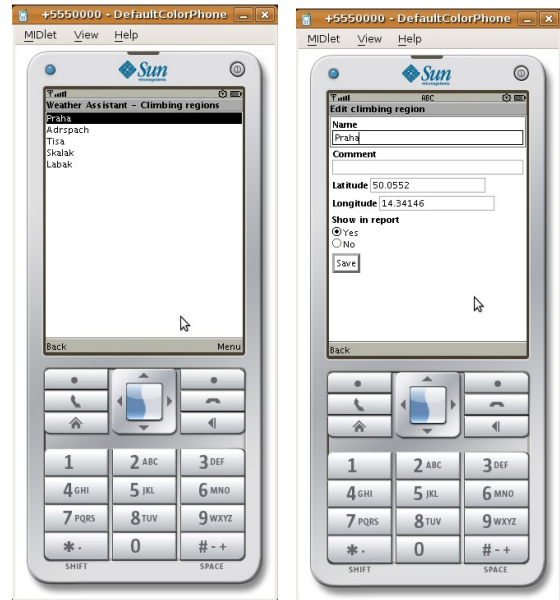 +5550000 - DefaultColorPhone
MIDlet View Help
Sun
microsystems
Weather Assistant - Climbing regions
Praha
Adrspach
Tisa
Skalak
Labak
Back Menu
1 2 ABC 3 DEF
4 GHI 5 JKL 6 MNO
7 PQRS 8 TUV 9 WXYZ
* . 0 # - +
SHIFT SPACE
+5550000 - DefaultColorPhone
MIDlet View Help
Sun
microsystems
ABC
Edit climbing region
Name
Praha
Comment
Latitude 50.0552
Longitude 14.34146
Show in report
Yes
No
Save
Back
1 2 ABC 3 DEF
4 GHI 5 JKL 6 MNO
7 PQRS 8 TUV 9 WXYZ
* . 0 # - +
SHIFT SPACE